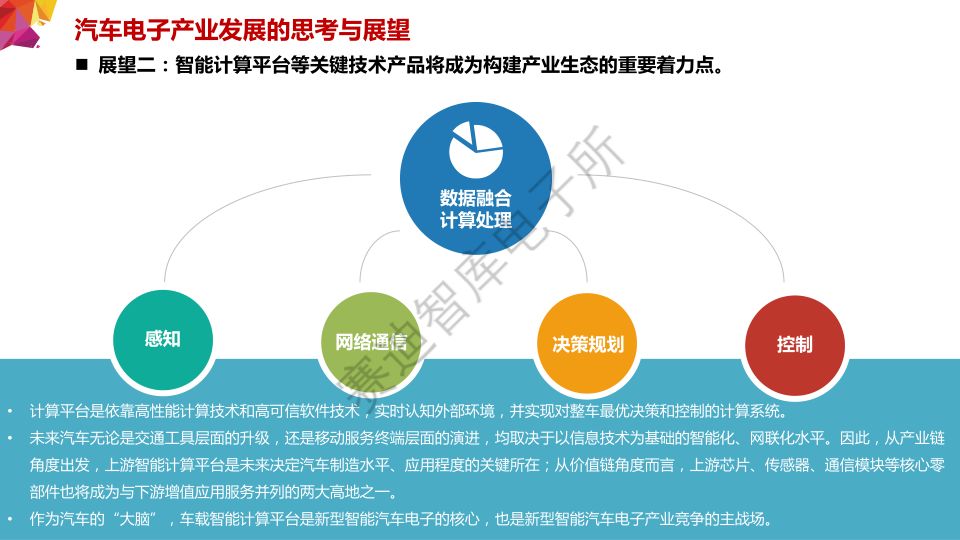 汽车电子产业发展的思考与展望
■ 展望二：智能计算平台等关键技术产品将成为构建产业生态的重要着力点。
数据融合
计算处理
感知
网络通信
决策规划
控制
赛迪智库电子所
• 计算平台是依靠高性能计算技术和高可信软件技术，实时认知外部环境，并实现对整车最优决策和控制的计算系统。
• 未来汽车无论是交通工具层面的升级，还是移动服务终端层面的演进，均取决于以信息技术为基础的智能化、网联化水平。因此，从产业链
角度出发，上游智能计算平台是未来决定汽车制造水平、应用程度的关键所在；从价值链角度而言，上游芯片、传感器、通信模块等核心零
部件也将成为与下游增值应用服务并列的两大高地之一。
• 作为汽车的“大脑”，车载智能计算平台是新型智能汽车电子的核心，也是新型智能汽车电子产业竞争的主战场。